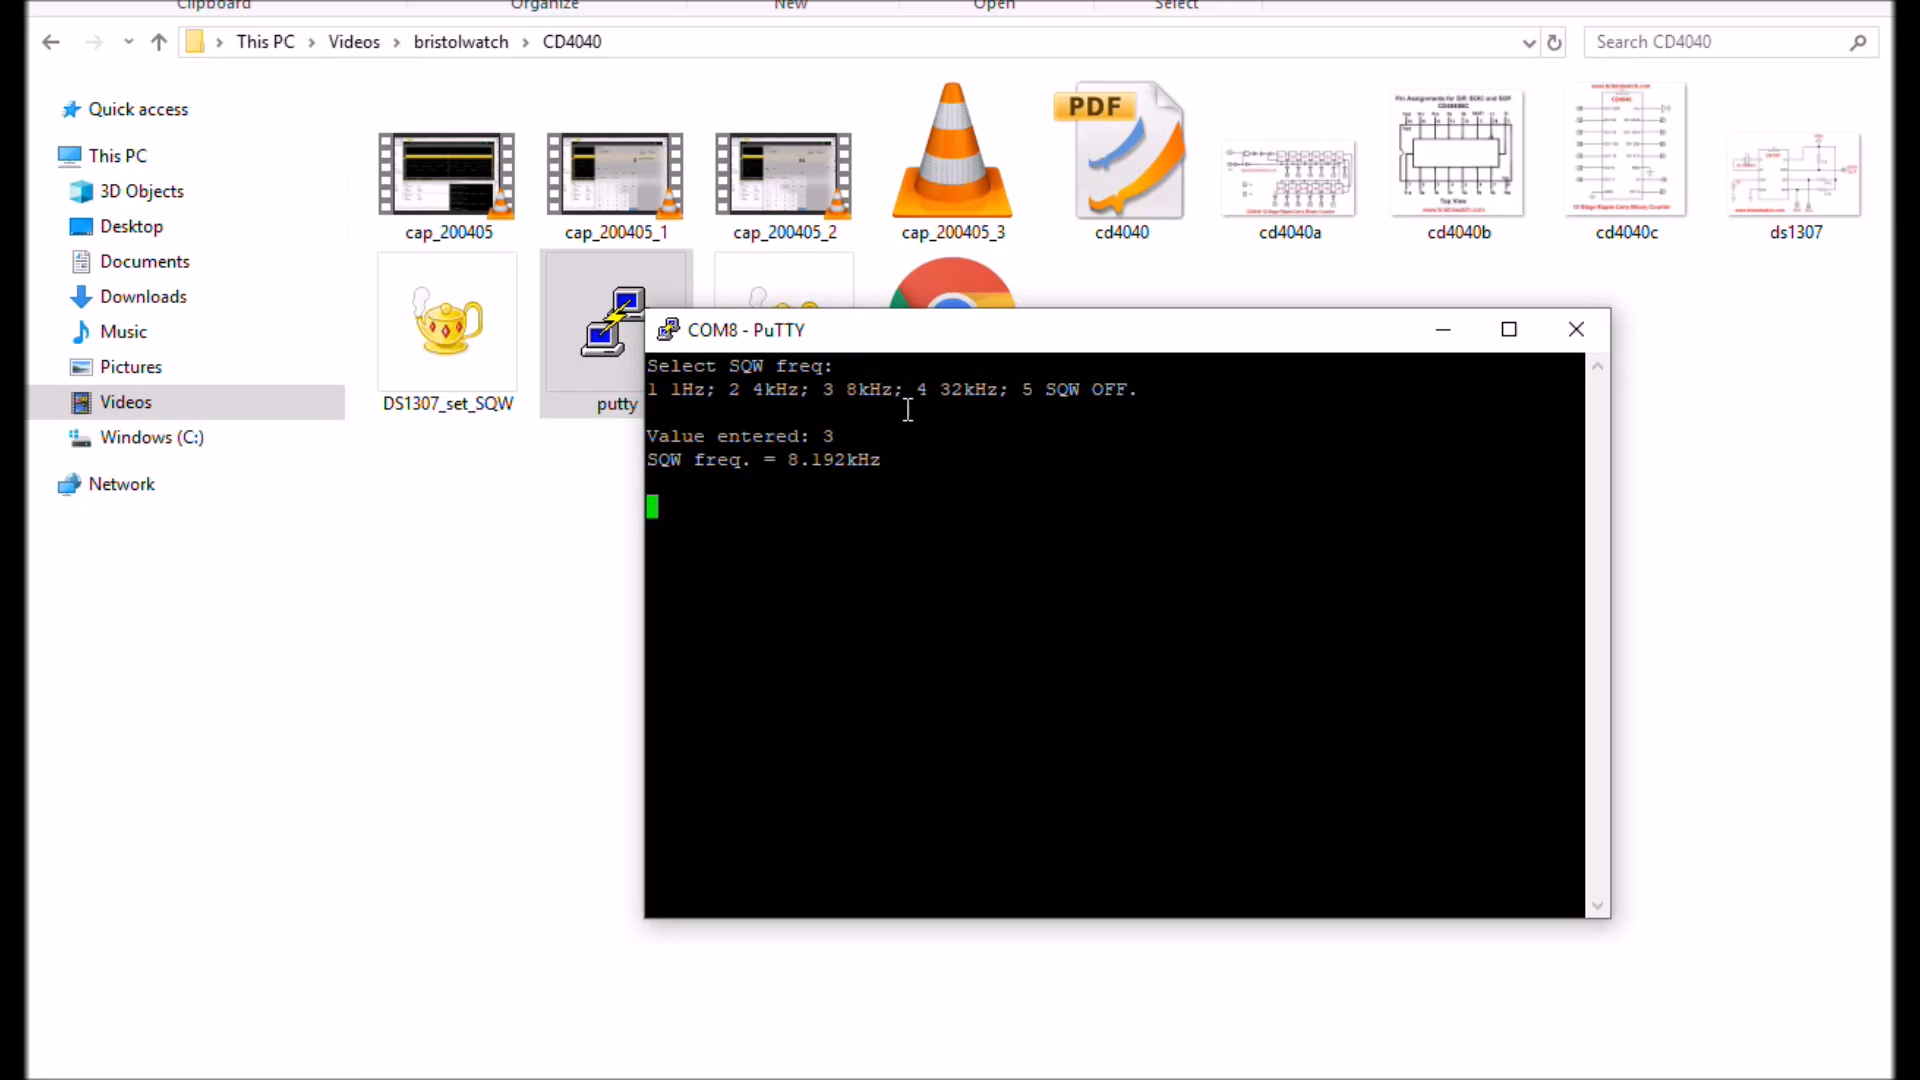 Clipboard
Organize
New
Open
Select
This PC
Videos
bristolwatch
CD4040
Search CD4040
Quick access
This PC
3D Objects
Desktop
Documents
Downloads
Music
Pictures
Videos
Windows (C:)
Network
PDF
cap_200405
cap_200405_1
cap_200405_2
cap_200405_3
cd4040
cd4040a
cd4040b
cd4040c
ds1307
Top View
DS1307_set_SQW
putty
COM8 - PuTTY
Select SQW freq:
1 1Hz; 2 4kHz; 3 8kHz; 4 32kHz; 5 SQW OFF.
Value entered: 3
SQW freq. = 8.192kHz